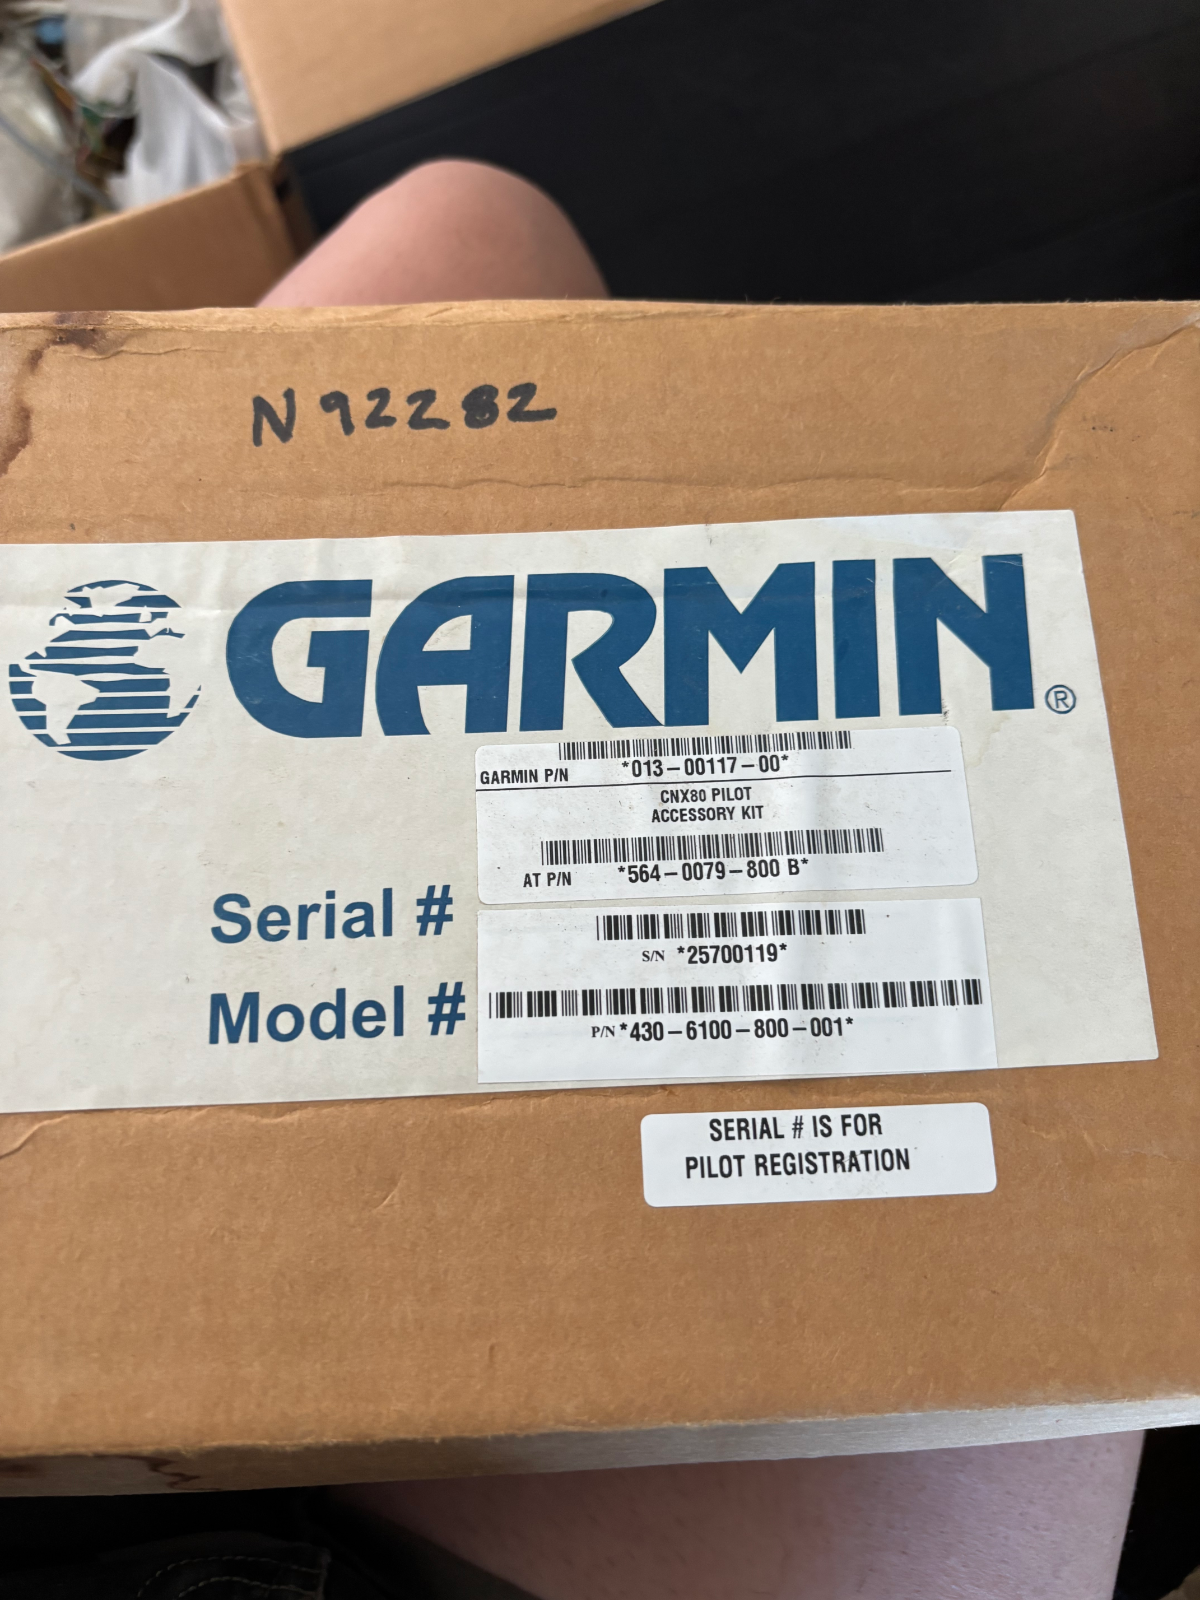 N92282
GARMIN®
GARMIN P/N *013-00117-00*
CNX80 PILOT
ACCESSORY KIT
AT P/N *564-0079-800 B*
Serial #
S/N *25700119*
Model #
P/N *430-6100-800-001*
SERIAL # IS FOR
PILOT REGISTRATION